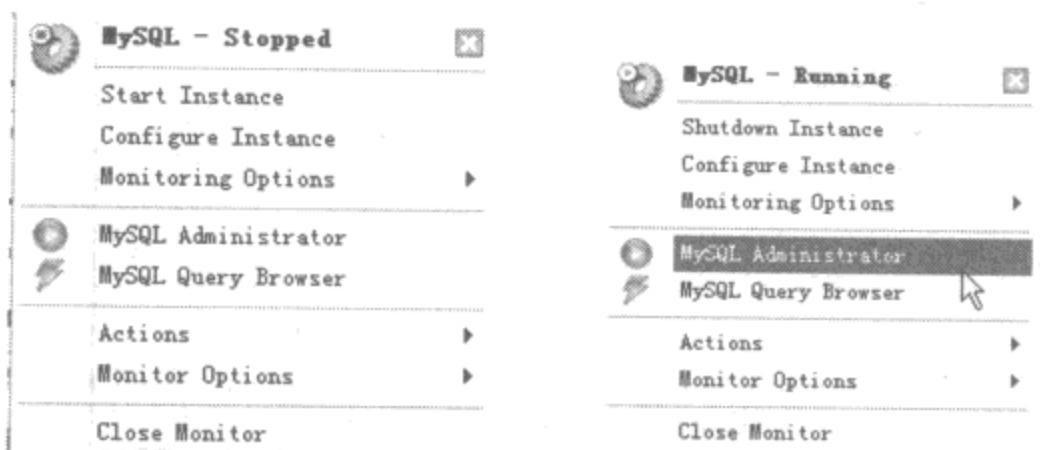 MySQL - Stopped
Start Instance
Configure Instance
Monitoring Options
MySQL Administrator
MySQL Query Browser
Actions
Monitor Options
Close Monitor
MySQL - Running
Shutdown Instance
Configure Instance
Monitoring Options
MySQL Administrator
MySQL Query Browser
Actions
Monitor Options
Close Monitor